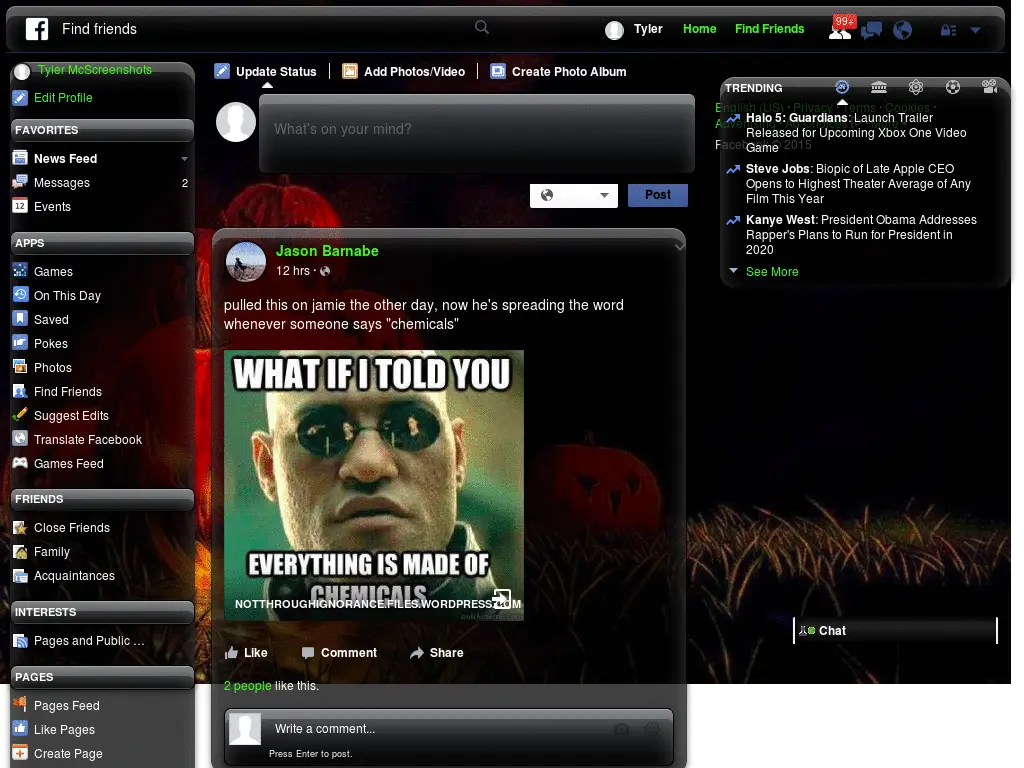 Find friends
Tyler
Home
Find Friends
99+
Tyler McScreenshots
Edit Profile
FAVORITES
News Feed
Messages
2
12
Events
APPS
Games
On This Day
Saved
Pokes
Photos
Find Friends
Suggest Edits
Translate Facebook
Games Feed
FRIENDS
Close Friends
Family
Acquaintances
INTERESTS
Pages and Public ...
PAGES
Pages Feed
Like Pages
Create Page
Update Status
Add Photos/Video
Create Photo Album
What's on your mind?
Post
Jason Barnabe
12 hrs ·
pulled this on jamie the other day, now he's spreading the word
whenever someone says "chemicals"
WHAT IF I TOLD YOU
EVERYTHING IS MADE OF
CHEMICALS
NOTTHROUGHIGNORANCE.FILES.WORDPRESS.COM
Like
Comment
Share
2 people like this.
Write a comment...
Press Enter to post.
TRENDING
English (US) · Privacy · Terms · Cookies ·
Facebook © 2015
Halo 5: Guardians: Launch Trailer
Released for Upcoming Xbox One Video
Game
Steve Jobs: Biopic of Late Apple CEO
Opens to Highest Theater Average of Any
Film This Year
Kanye West: President Obama Addresses
Rapper's Plans to Run for President in
2020
See More
Chat